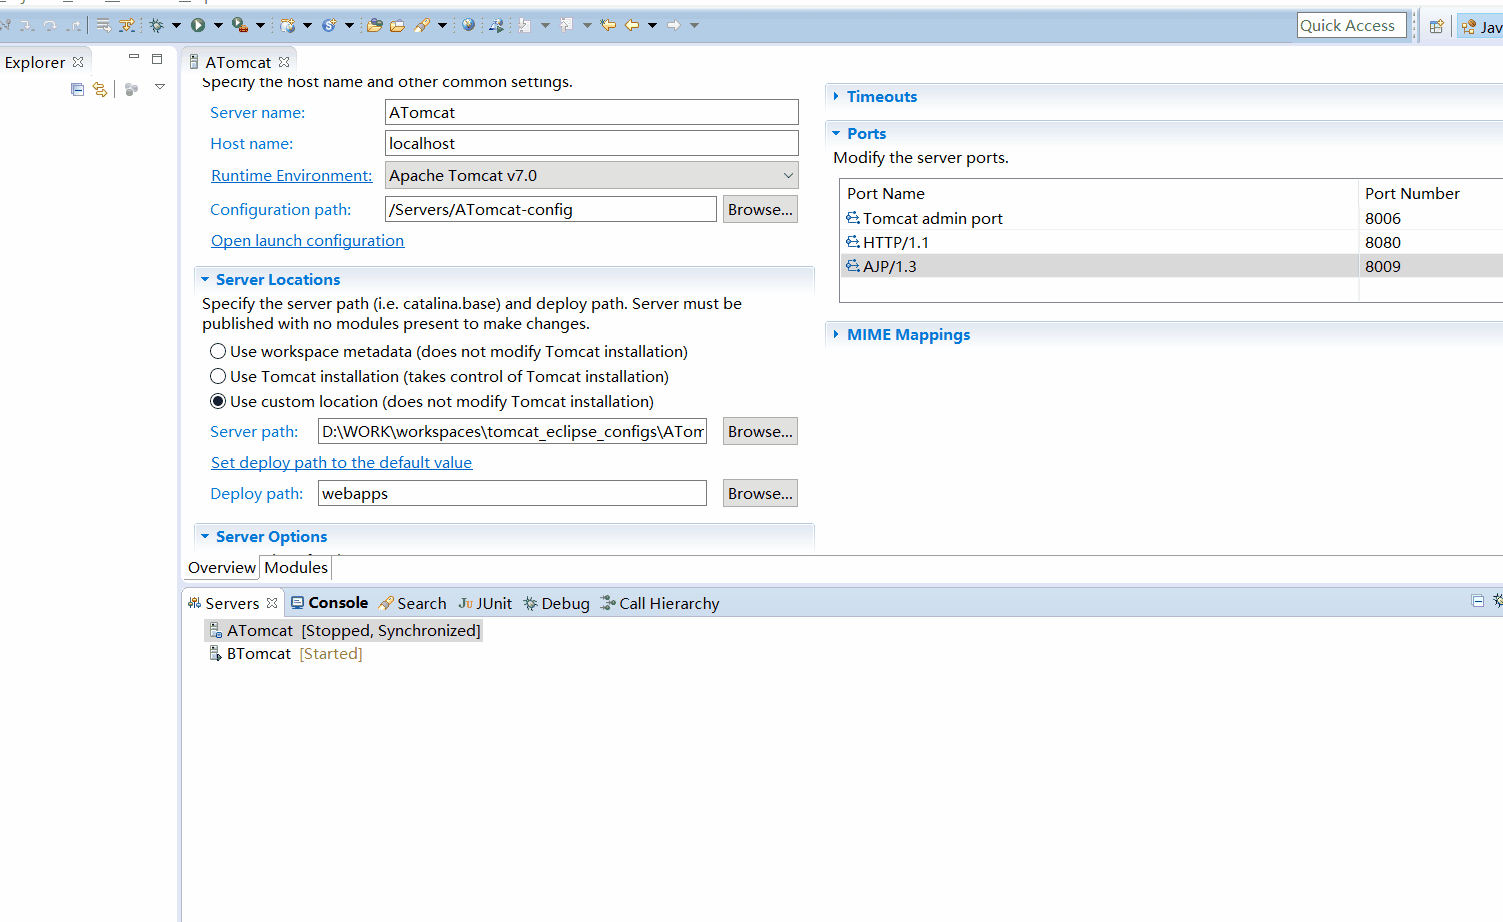 Quick Access
Jav
Explorer
ATomcat
Specify the host name and other common settings.
Server name: ATomcat
Host name: localhost
Runtime Environment: Apache Tomcat v7.0
Configuration path: /Servers/ATomcat-config Browse...
Open launch configuration
Server Locations
Specify the server path (i.e. catalina.base) and deploy path. Server must be
published with no modules present to make changes.
Use workspace metadata (does not modify Tomcat installation)
Use Tomcat installation (takes control of Tomcat installation)
Use custom location (does not modify Tomcat installation)
Server path: D:\WORK\workspaces\tomcat_eclipse_configs\ATom Browse...
Set deploy path to the default value
Deploy path: webapps Browse...
Server Options
Timeouts
Ports
Modify the server ports.
Port Name Port Number
Tomcat admin port 8006
HTTP/1.1 8080
AJP/1.3 8009
MIME Mappings
Overview Modules
Servers Console Search Ju JUnit Debug Call Hierarchy
ATomcat [Stopped, Synchronized]
BTomcat [Started]